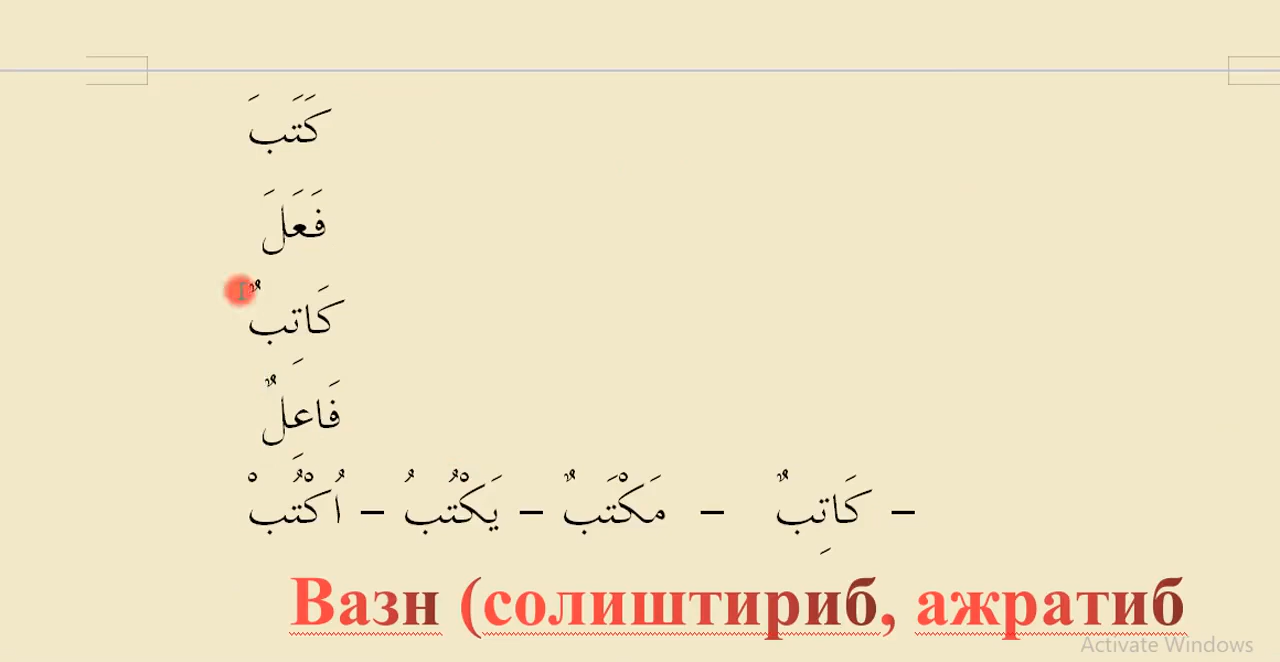 كَتَبَ
فَعَلَ
كَاتِبٌ
فَاعِلٌ
– كَاتِبٌ – مَكْتَبٌ – يَكْتُبُ – اُكْتُبْ
Вазн (солиштириб, ажратиб
Activate Windows